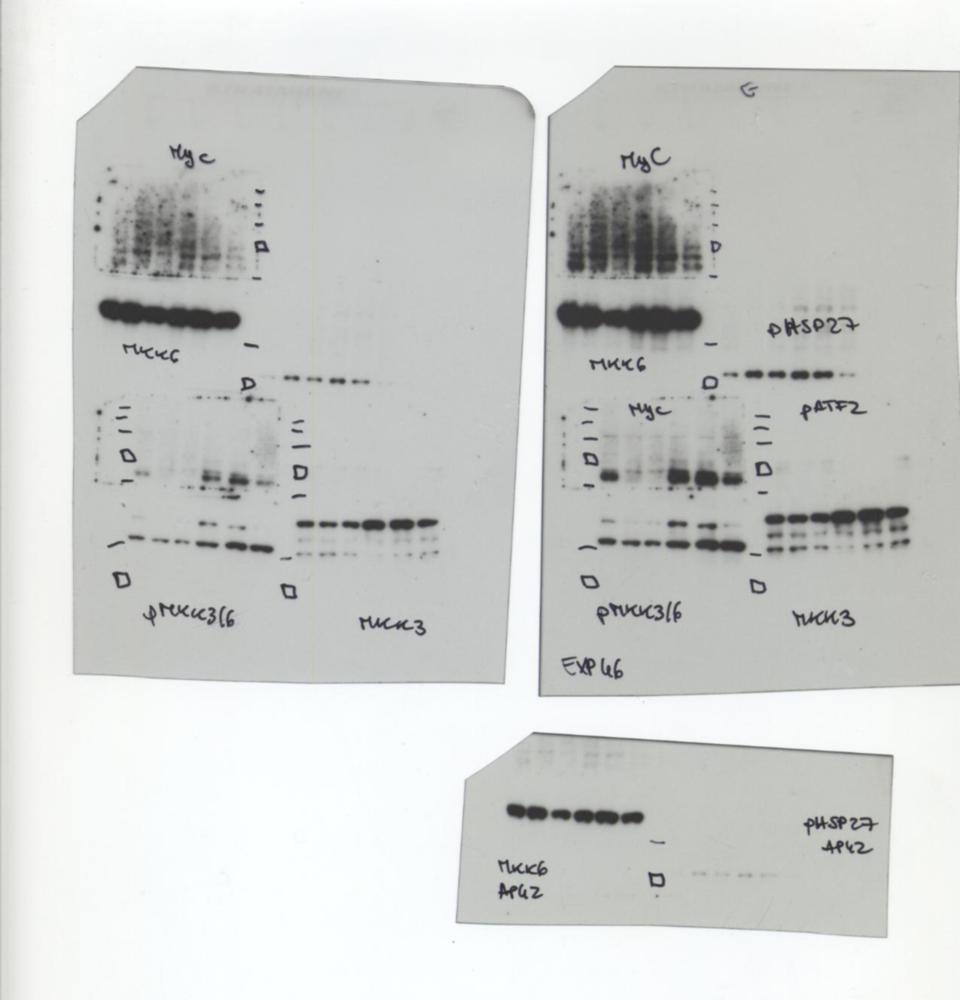 Myc
MKK6
pMKK3/6
MKK3
G
MyC
pHSP27
MKK6
Myc
pATF2
pMKK3/6
MKK3
EXP46
pHSP27
AP42
MKK6
AP42